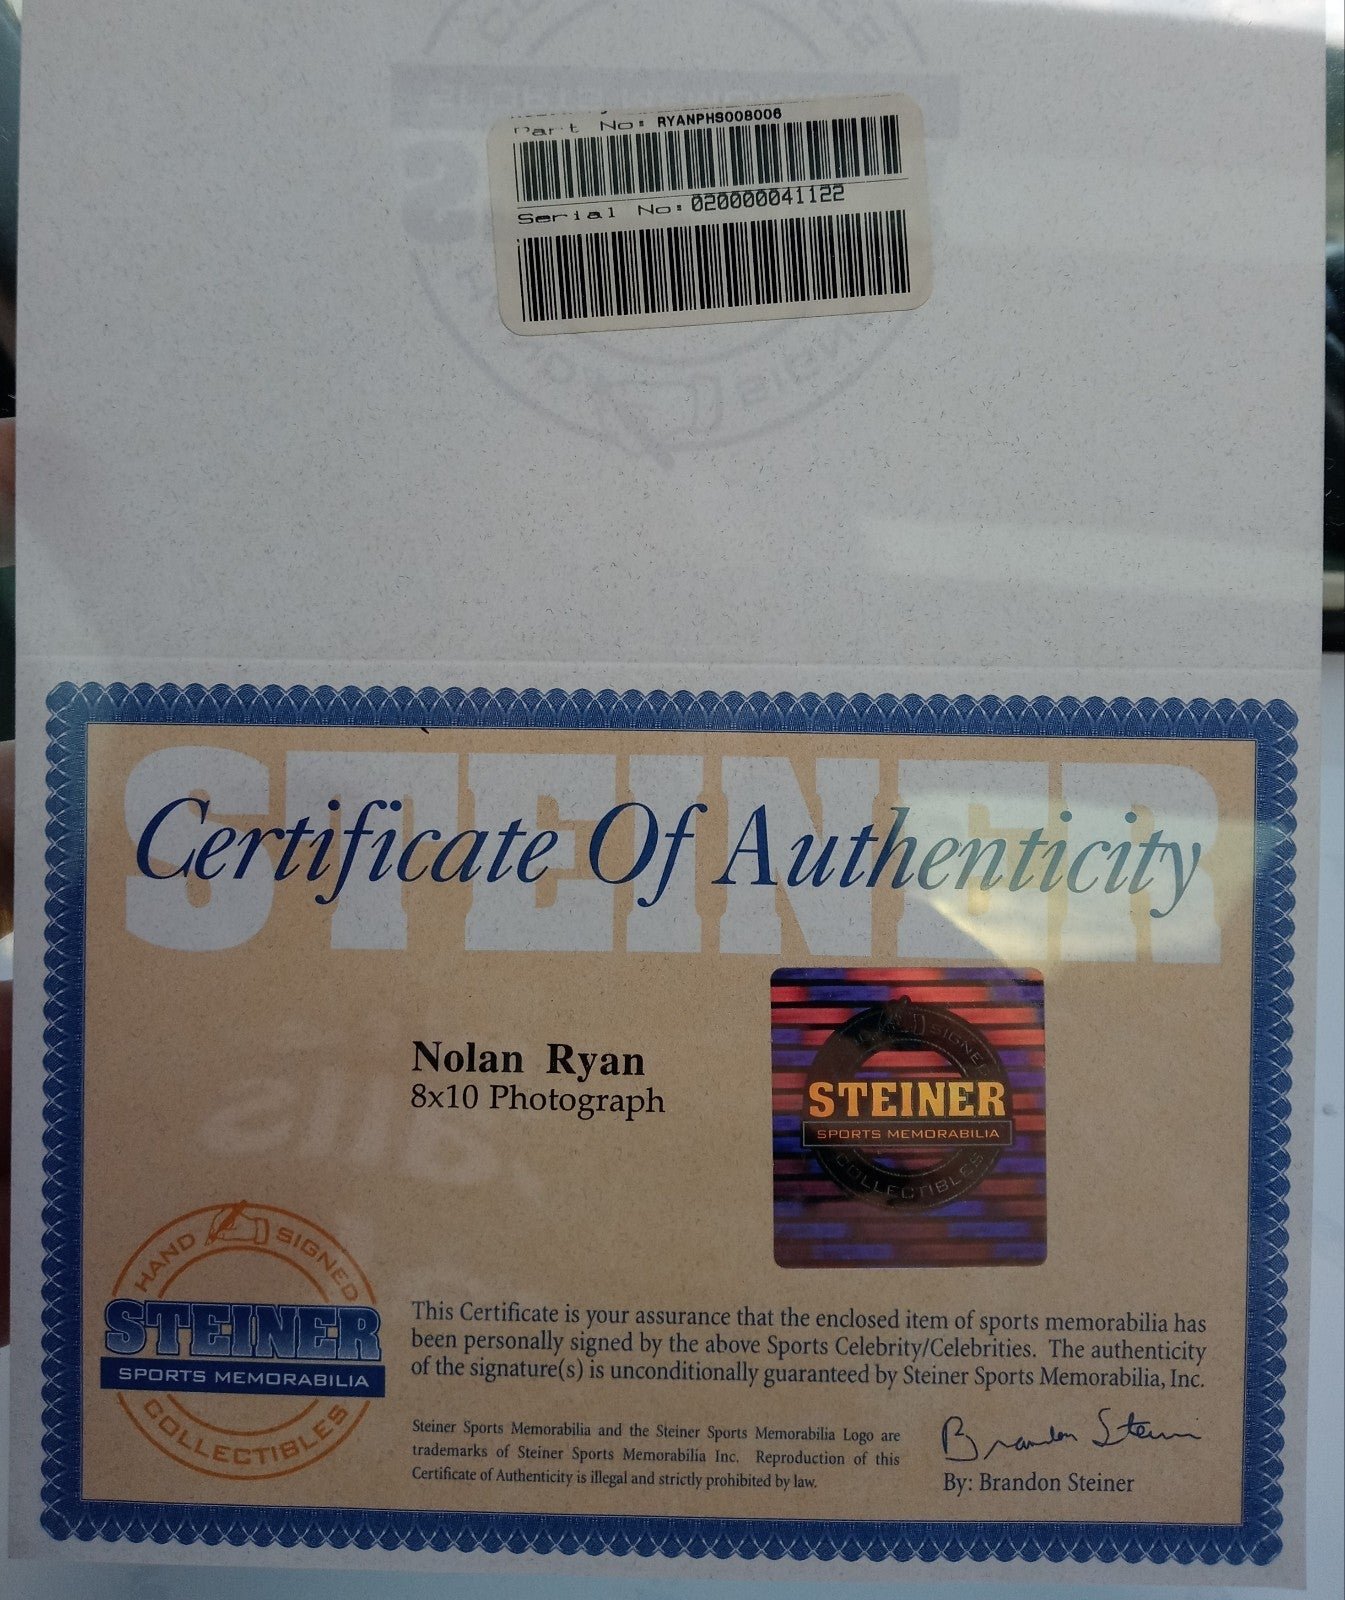 Part No: RYANPHS008006
Serial No: 020000041122
STEINER
Certificate Of Authenticity
Nolan Ryan
8x10 Photograph
SIGNED
STEINER
SPORTS MEMORABILIA
COLLECTIBLES
HAND SIGNED
STEINER
SPORTS MEMORABILIA
COLLECTIBLES
This Certificate is your assurance that the enclosed item of sports memorabilia has
been personally signed by the above Sports Celebrity/Celebrities. The authenticity
of the signature(s) is unconditionally guaranteed by Steiner Sports Memorabilia, Inc.
Steiner Sports Memorabilia and the Steiner Sports Memorabilia Logo are
trademarks of Steiner Sports Memorabilia Inc. Reproduction of this
Certificate of Authenticity is illegal and strictly prohibited by law.
Brandon Steiner
By: Brandon Steiner